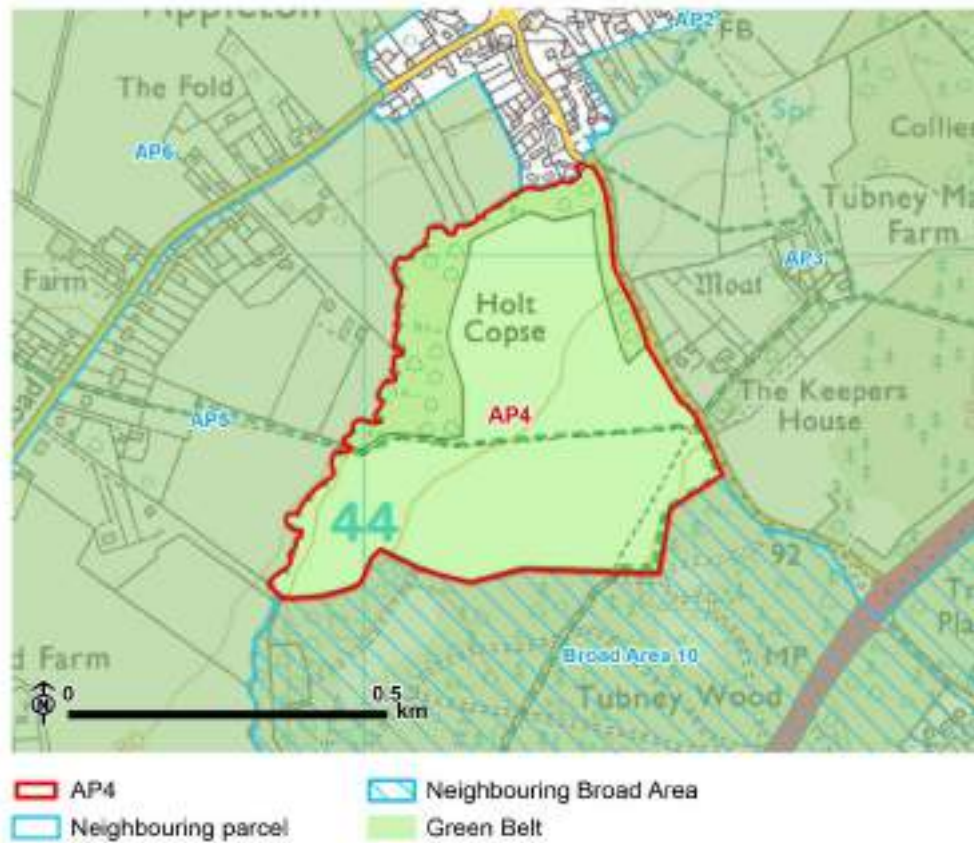 Appleton
AP2
FB
The Fold
Spr
AP6
Tubney
Farm
Farm
AP3
Moat
Holt
Copse
The Keepers
House
AP5
AP4
44
92
Broad Area 10
MP
d Farm
Tubney Wood
0
0.5
km
N
AP4
Neighbouring Broad Area
Neighbouring parcel
Green Belt